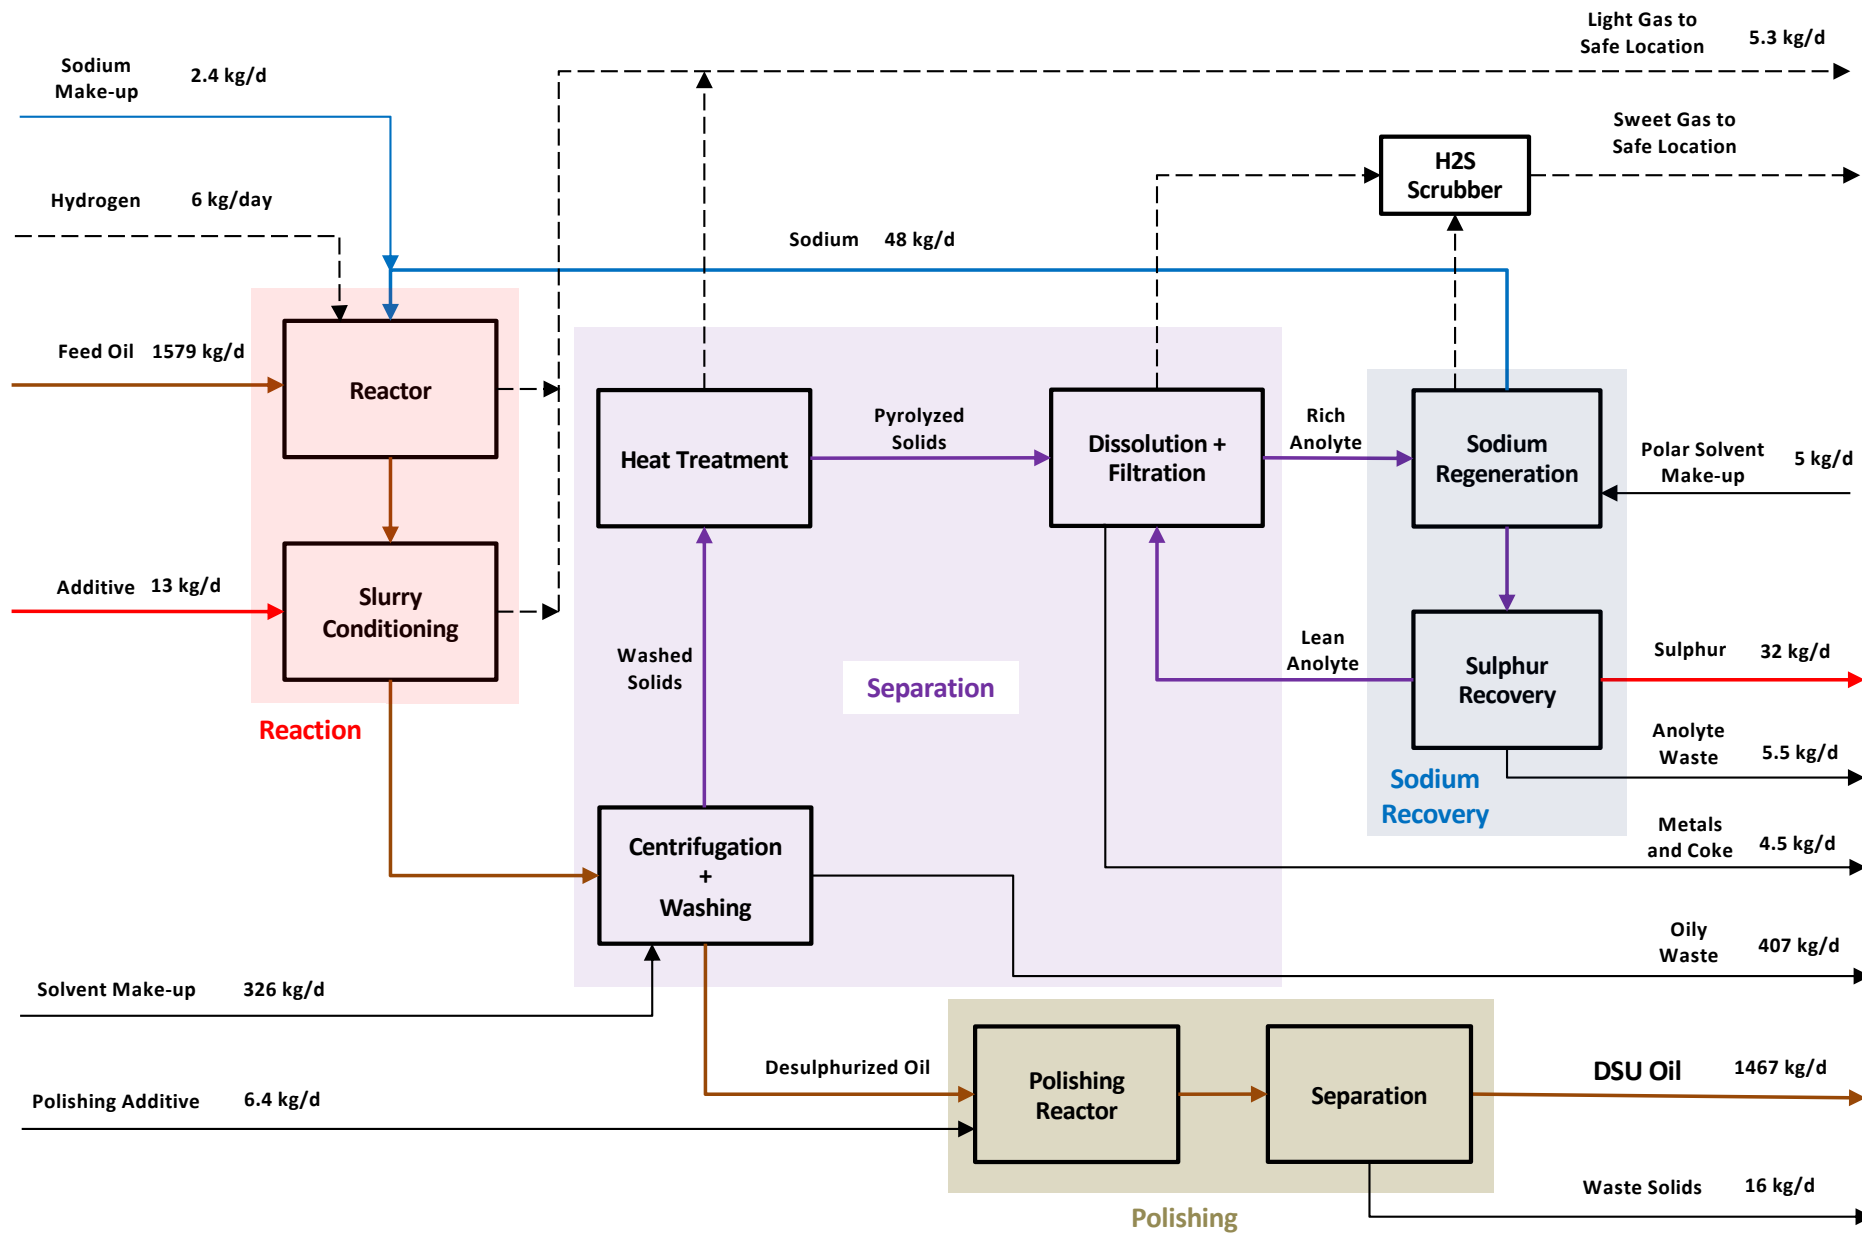 Light Gas to
Safe Location
5.3 kg/d
Sodium
Make-up
2.4 kg/d
Sweet Gas to
Safe Location
H2S
Scrubber
Hydrogen
6 kg/day
Sodium
48 kg/d
Feed Oil
1579 kg/d
Reactor
Heat Treatment
Pyrolyzed
Solids
Dissolution +
Filtration
Rich
Anolyte
Sodium
Regeneration
Polar Solvent
Make-up
5 kg/d
Additive
13 kg/d
Slurry
Conditioning
Washed
Solids
Separation
Lean
Anolyte
Sulphur
Recovery
Sulphur
32 kg/d
Reaction
Anolyte
Waste
5.5 kg/d
Sodium
Recovery
Centrifugation
+
Washing
Metals
and Coke
4.5 kg/d
Oily
Waste
407 kg/d
Solvent Make-up
326 kg/d
Desulphurized Oil
Polishing
Reactor
Separation
DSU Oil
1467 kg/d
Polishing Additive
6.4 kg/d
Waste Solids
16 kg/d
Polishing